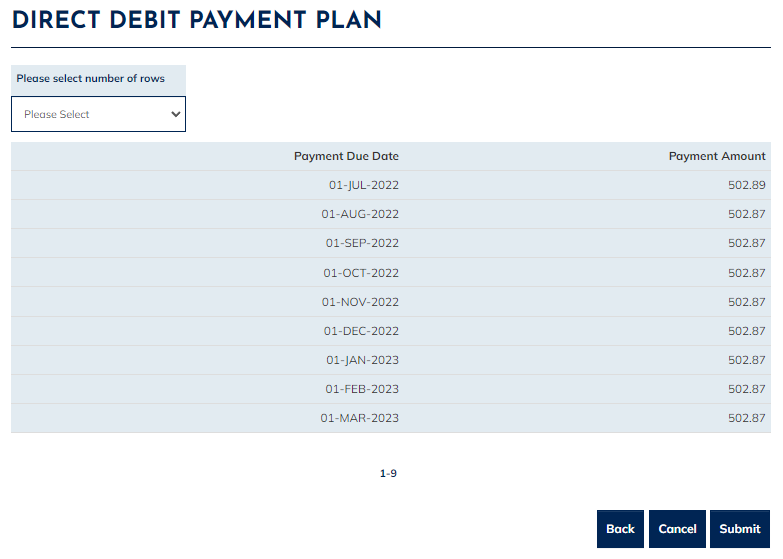 DIRECT DEBIT PAYMENT PLAN
Please select number of rows
Please Select
Payment Due Date Payment Amount
01-JUL-2022 502.89
01-AUG-2022 502.87
01-SEP-2022 502.87
01-OCT-2022 502.87
01-NOV-2022 502.87
01-DEC-2022 502.87
01-JAN-2023 502.87
01-FEB-2023 502.87
01-MAR-2023 502.87
1-9
Back Cancel Submit